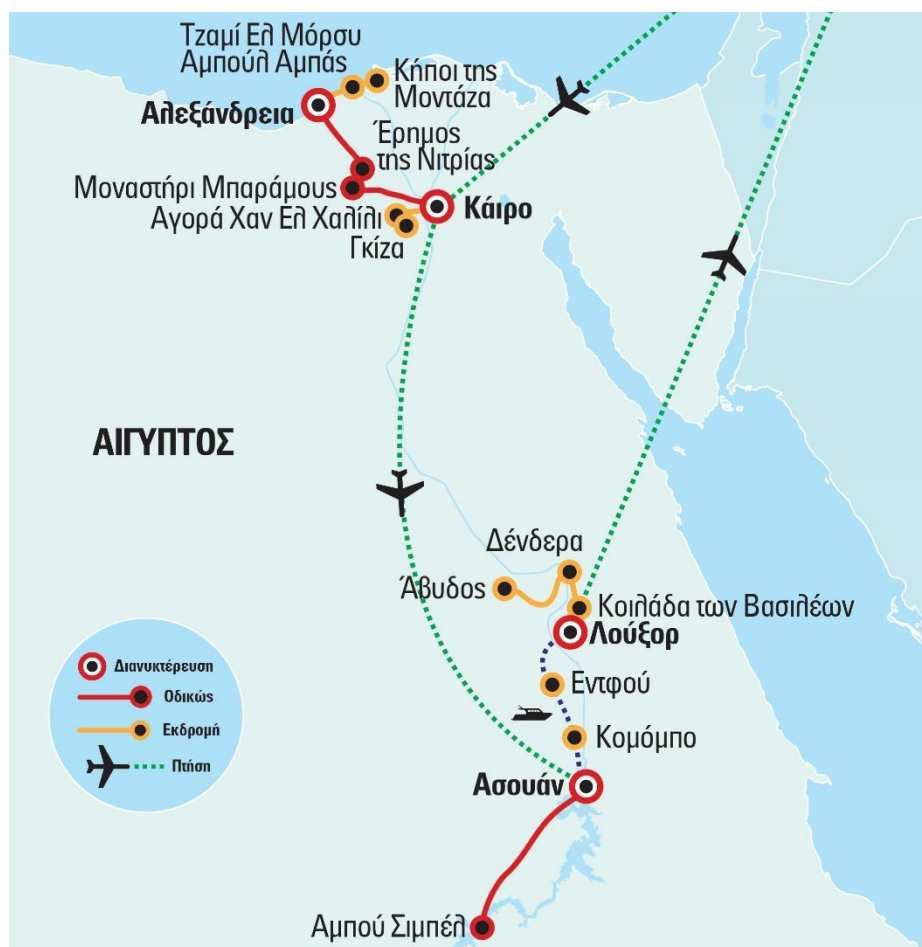 Τζαμί Ελ Μόρσυ
Αμπούλ Αμπάς
Κήποι της
Μοντάζα
Αλεξάνδρεια
Έρημος
της Νιτρίας
Μοναστήρι Μπαράμους
Κάιρο
Αγορά Χαν Ελ Χαλίλι
Γκίζα
ΑΙΓΥΠΤΟΣ
Δένδερα
Άβυδος
Κοιλάδα των Βασιλέων
Λούξορ
Εντφού
Κομόμπο
Ασουάν
Αμπού Σιμπέλ
Διανυκτέρευση
Οδικώς
Εκδρομή
Πτήση